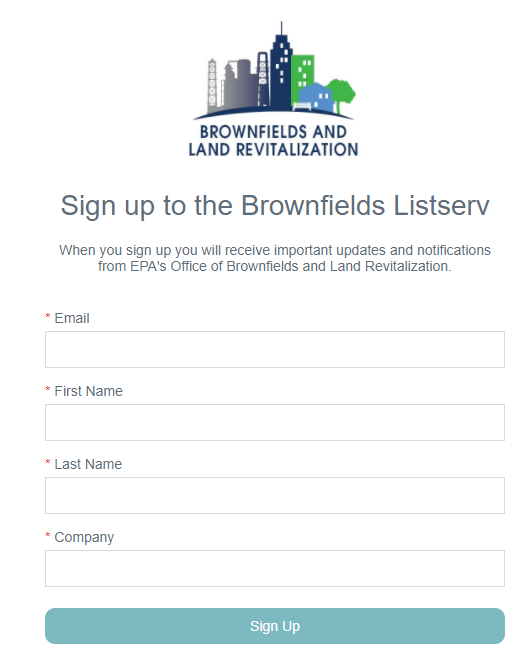 BROWNFIELDS AND
LAND REVITALIZATION
Sign up to the Brownfields Listserv
When you sign up you will receive important updates and notifications
from EPA's Office of Brownfields and Land Revitalization.
* Email
* First Name
* Last Name
* Company
Sign Up